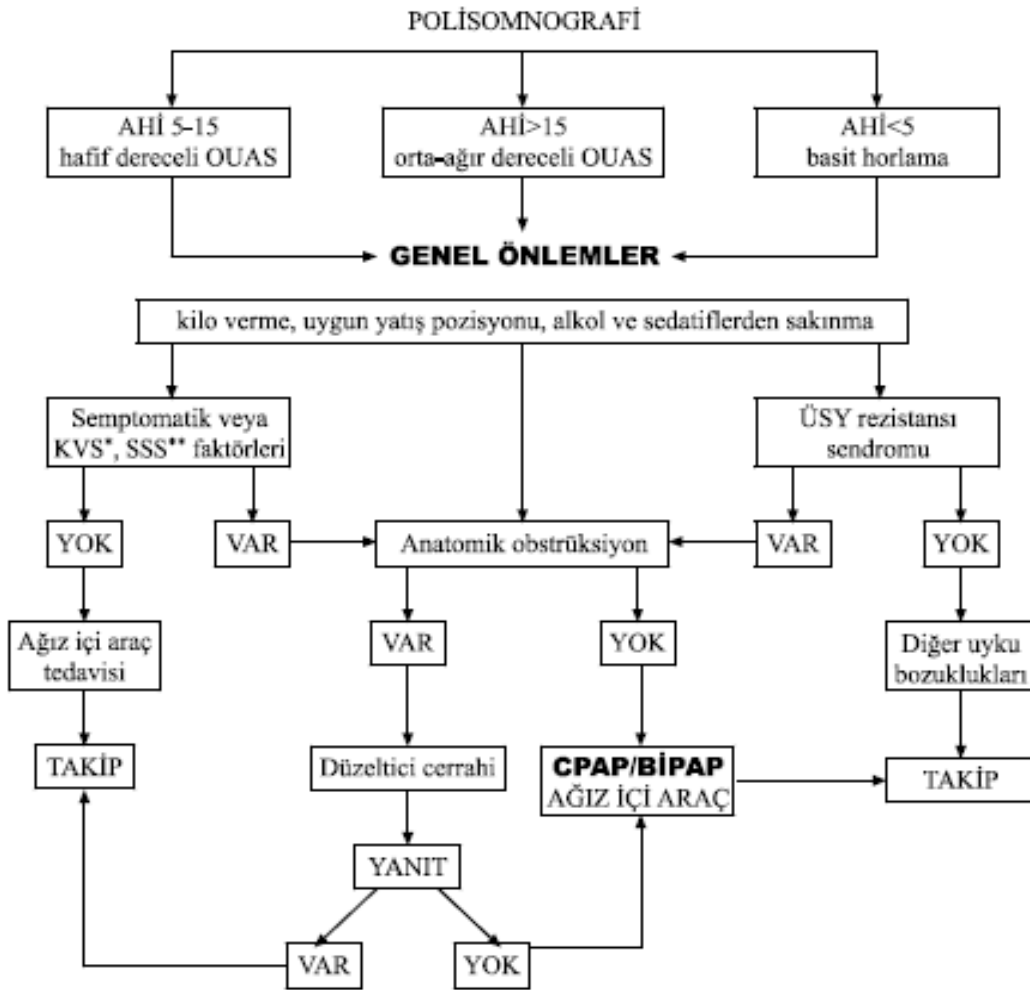 POLİSOMNOGRAFİ
AHİ 5-15
hafif dereceli OUAS
AHİ>15
orta-ağır dereceli OUAS
AHİ<5
basit horlama
GENEL ÖNLEMLER
kilo verme, uygun yatış pozisyonu, alkol ve sedatiflerden sakınma
Semptomatik veya
KVS*, SSS** faktörleri
ÜSY rezistansı
sendromu
YOK
VAR
Anatomik obstrüksiyon
VAR
YOK
Ağız içi araç
tedavisi
VAR
YOK
Diğer uyku
bozuklukları
TAKİP
Düzeltici cerrahi
CPAP/BİPAP
AĞIZ İÇİ ARAÇ
TAKİP
YANIT
VAR
YOK